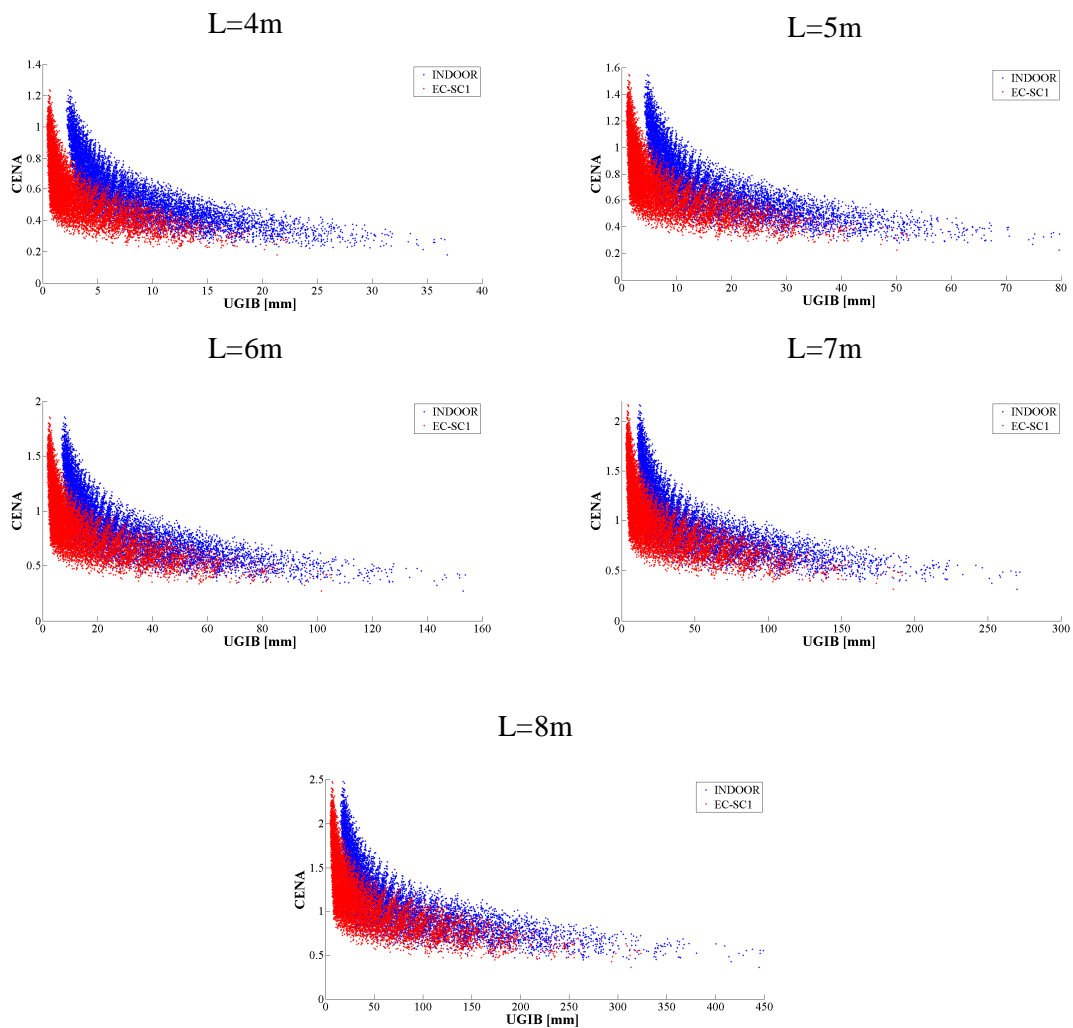 L=4m
L=5m
1.4
1.2
1
0.8
0.6
0.4
0.2
0
CENA
0 5 10 15 20 25 30 35 40
UGIB [mm]
INDOOR
EC-SC1
1.6
1.4
1.2
1
0.8
0.6
0.4
0.2
0
CENA
0 10 20 30 40 50 60 70 80
UGIB [mm]
INDOOR
EC-SC1
L=6m
L=7m
2
1.5
1
0.5
0
CENA
0 20 40 60 80 100 120 140 160
UGIB [mm]
INDOOR
EC-SC1
2
1.5
1
0.5
0
CENA
0 50 100 150 200 250 300
UGIB [mm]
INDOOR
EC-SC1
L=8m
2.5
2
1.5
1
0.5
0
CENA
0 50 100 150 200 250 300 350 400 450
UGIB [mm]
INDOOR
EC-SC1